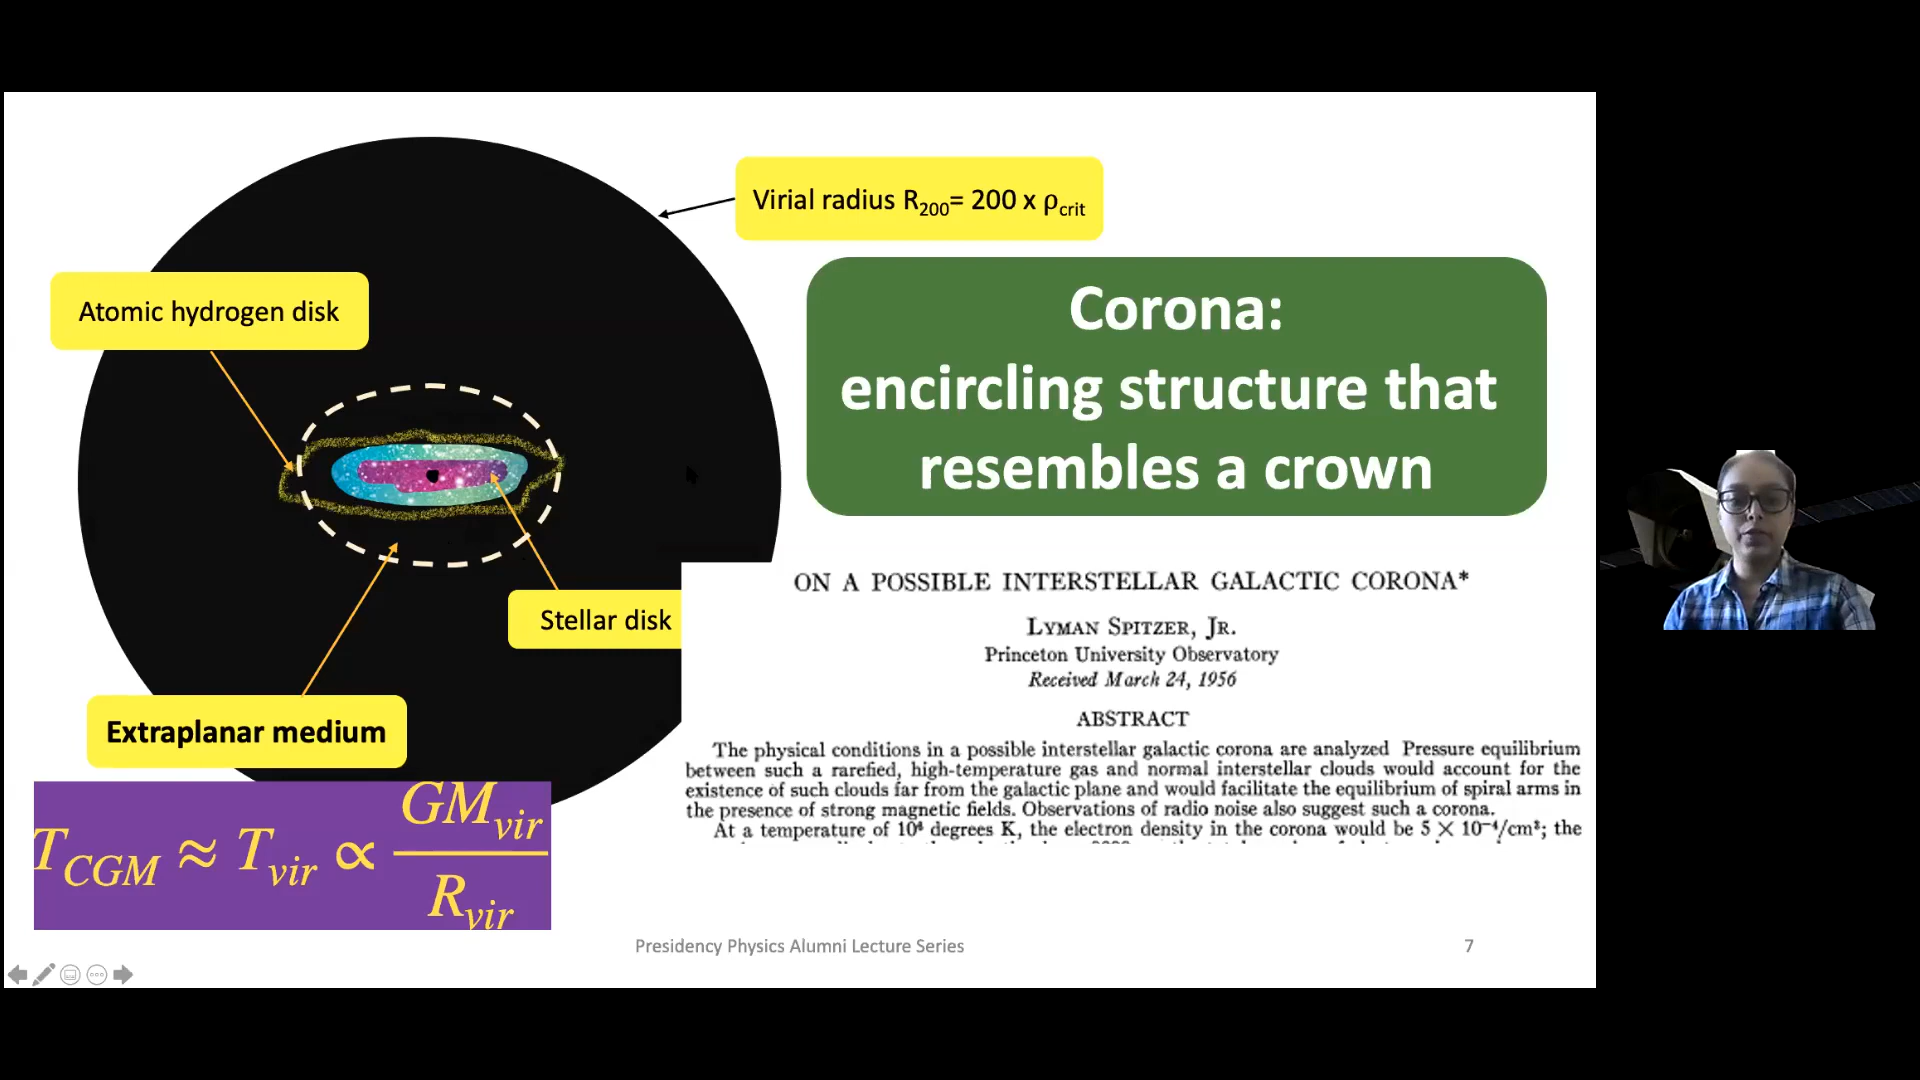 Virial radius R₂₀₀= 200 x ρcrit
Atomic hydrogen disk
Corona:
encircling structure that
resembles a crown
Stellar disk
Extraplanar medium
T_CGM ≈ T_vir ∝ GM_vir / R_vir
ON A POSSIBLE INTERSTELLAR GALACTIC CORONA*
LYMAN SPITZER, JR.
Princeton University Observatory
Received March 24, 1956
ABSTRACT
The physical conditions in a possible interstellar galactic corona are analyzed Pressure equilibrium
between such a rarefied, high-temperature gas and normal interstellar clouds would account for the
existence of such clouds far from the galactic plane and would facilitate the equilibrium of spiral arms in
the presence of strong magnetic fields. Observations of radio noise also suggest such a corona.
At a temperature of 10⁶ degrees K, the electron density in the corona would be 5 × 10⁻⁴/cm³; the
Presidency Physics Alumni Lecture Series
7